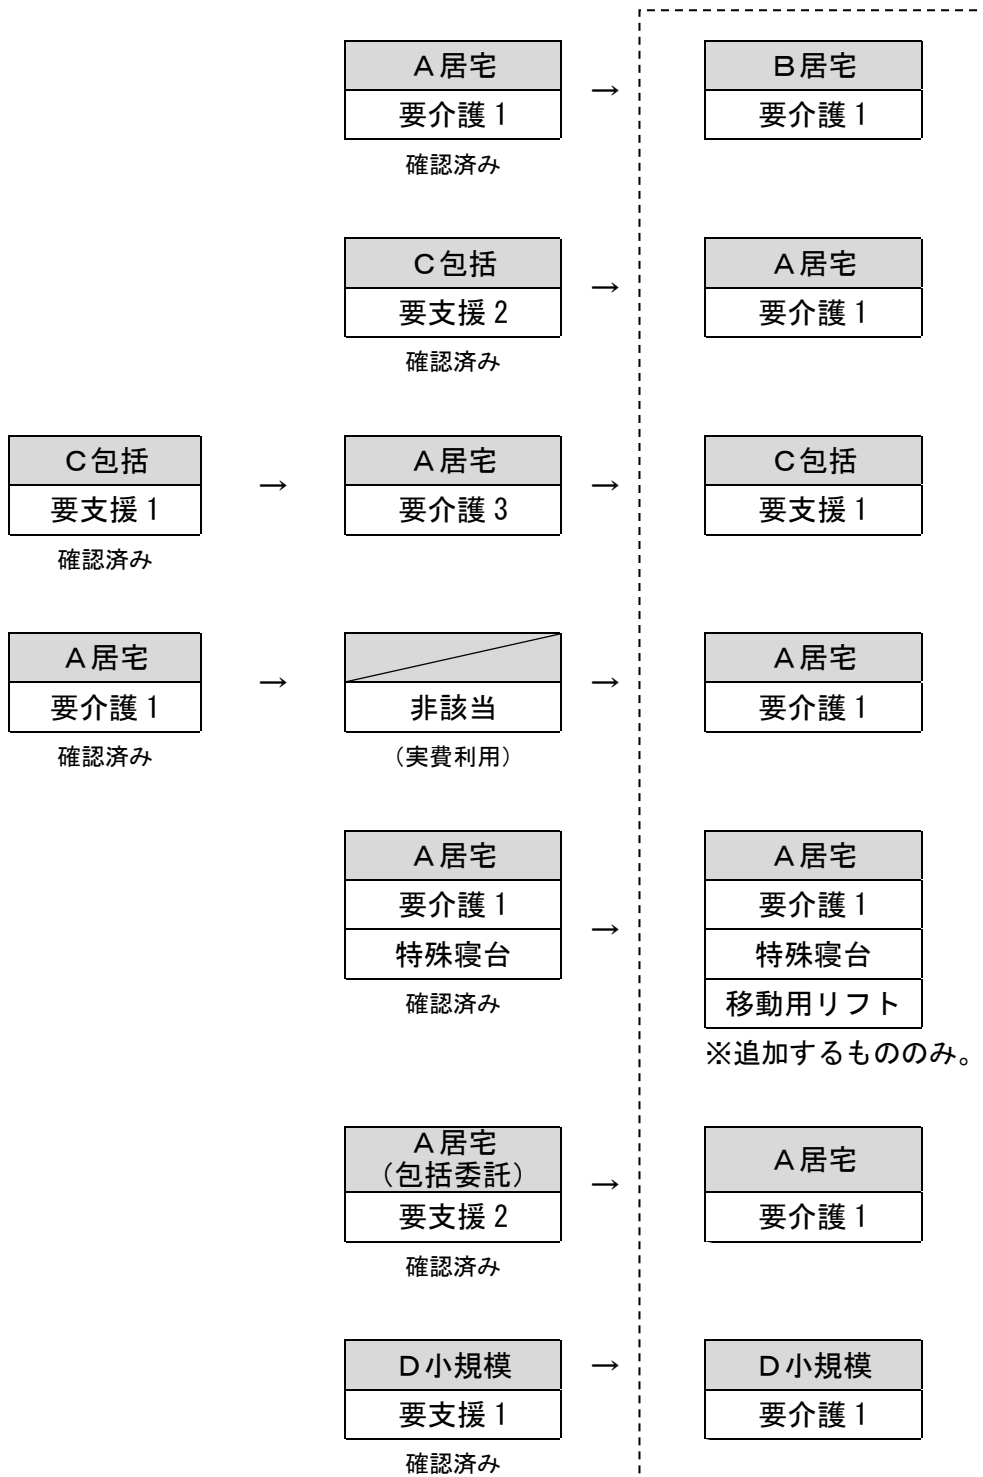 Ａ居宅 → Ｂ居宅
要介護１ 要介護１
確認済み
Ｃ包括 → Ａ居宅
要支援２ 要介護１
確認済み
Ｃ包括 → Ａ居宅 → Ｃ包括
要支援１ 要介護３ 要支援１
確認済み
Ａ居宅 → → Ａ居宅
要介護１ 非該当 要介護１
確認済み （実費利用）
Ａ居宅 Ａ居宅
要介護１ → 要介護１
特殊寝台 特殊寝台
確認済み 移動用リフト
※追加するもののみ。
Ａ居宅
（包括委託） → Ａ居宅
要支援２ 要介護１
確認済み
Ｄ小規模 → Ｄ小規模
要支援１ 要介護１
確認済み